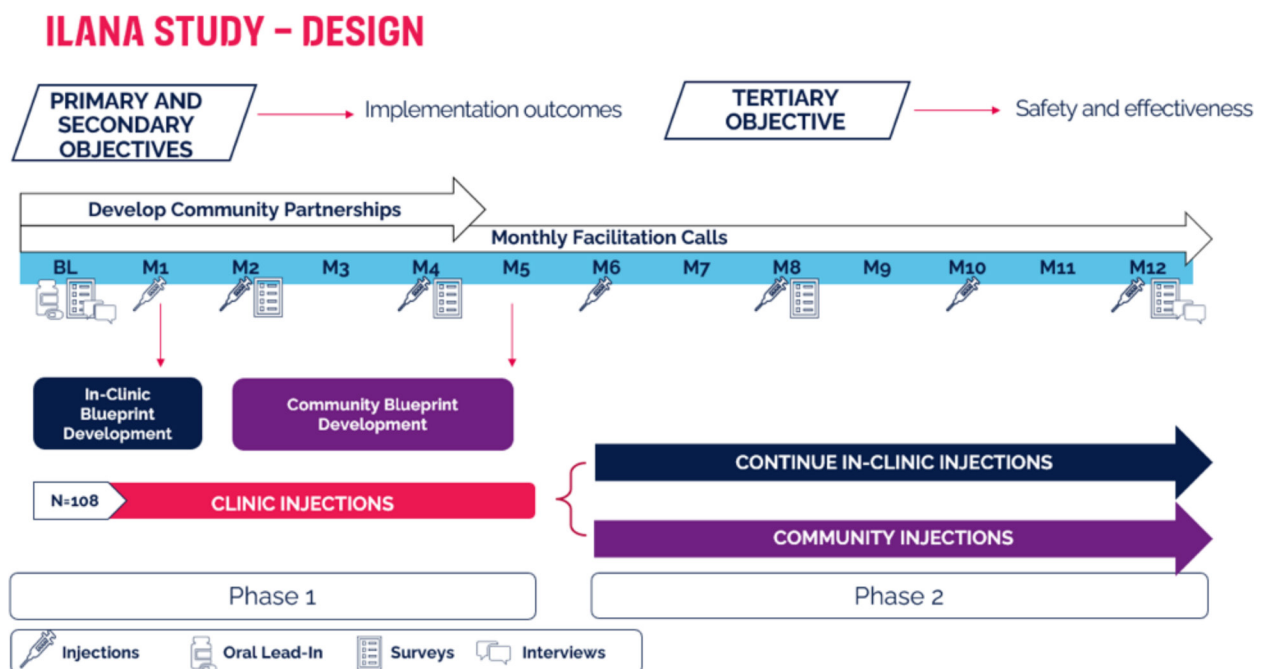 ILANA STUDY – DESIGN
PRIMARY AND
SECONDARY
OBJECTIVES
Implementation outcomes
TERTIARY
OBJECTIVE
Safety and effectiveness
Develop Community Partnerships
Monthly Facilitation Calls
BL M1 M2 M3 M4 M5 M6 M7 M8 M9 M10 M11 M12
In-Clinic
Blueprint
Development
Community Blueprint
Development
CONTINUE IN-CLINIC INJECTIONS
N=108
CLINIC INJECTIONS
COMMUNITY INJECTIONS
Phase 1
Phase 2
Injections
Oral Lead-In
Surveys
Interviews